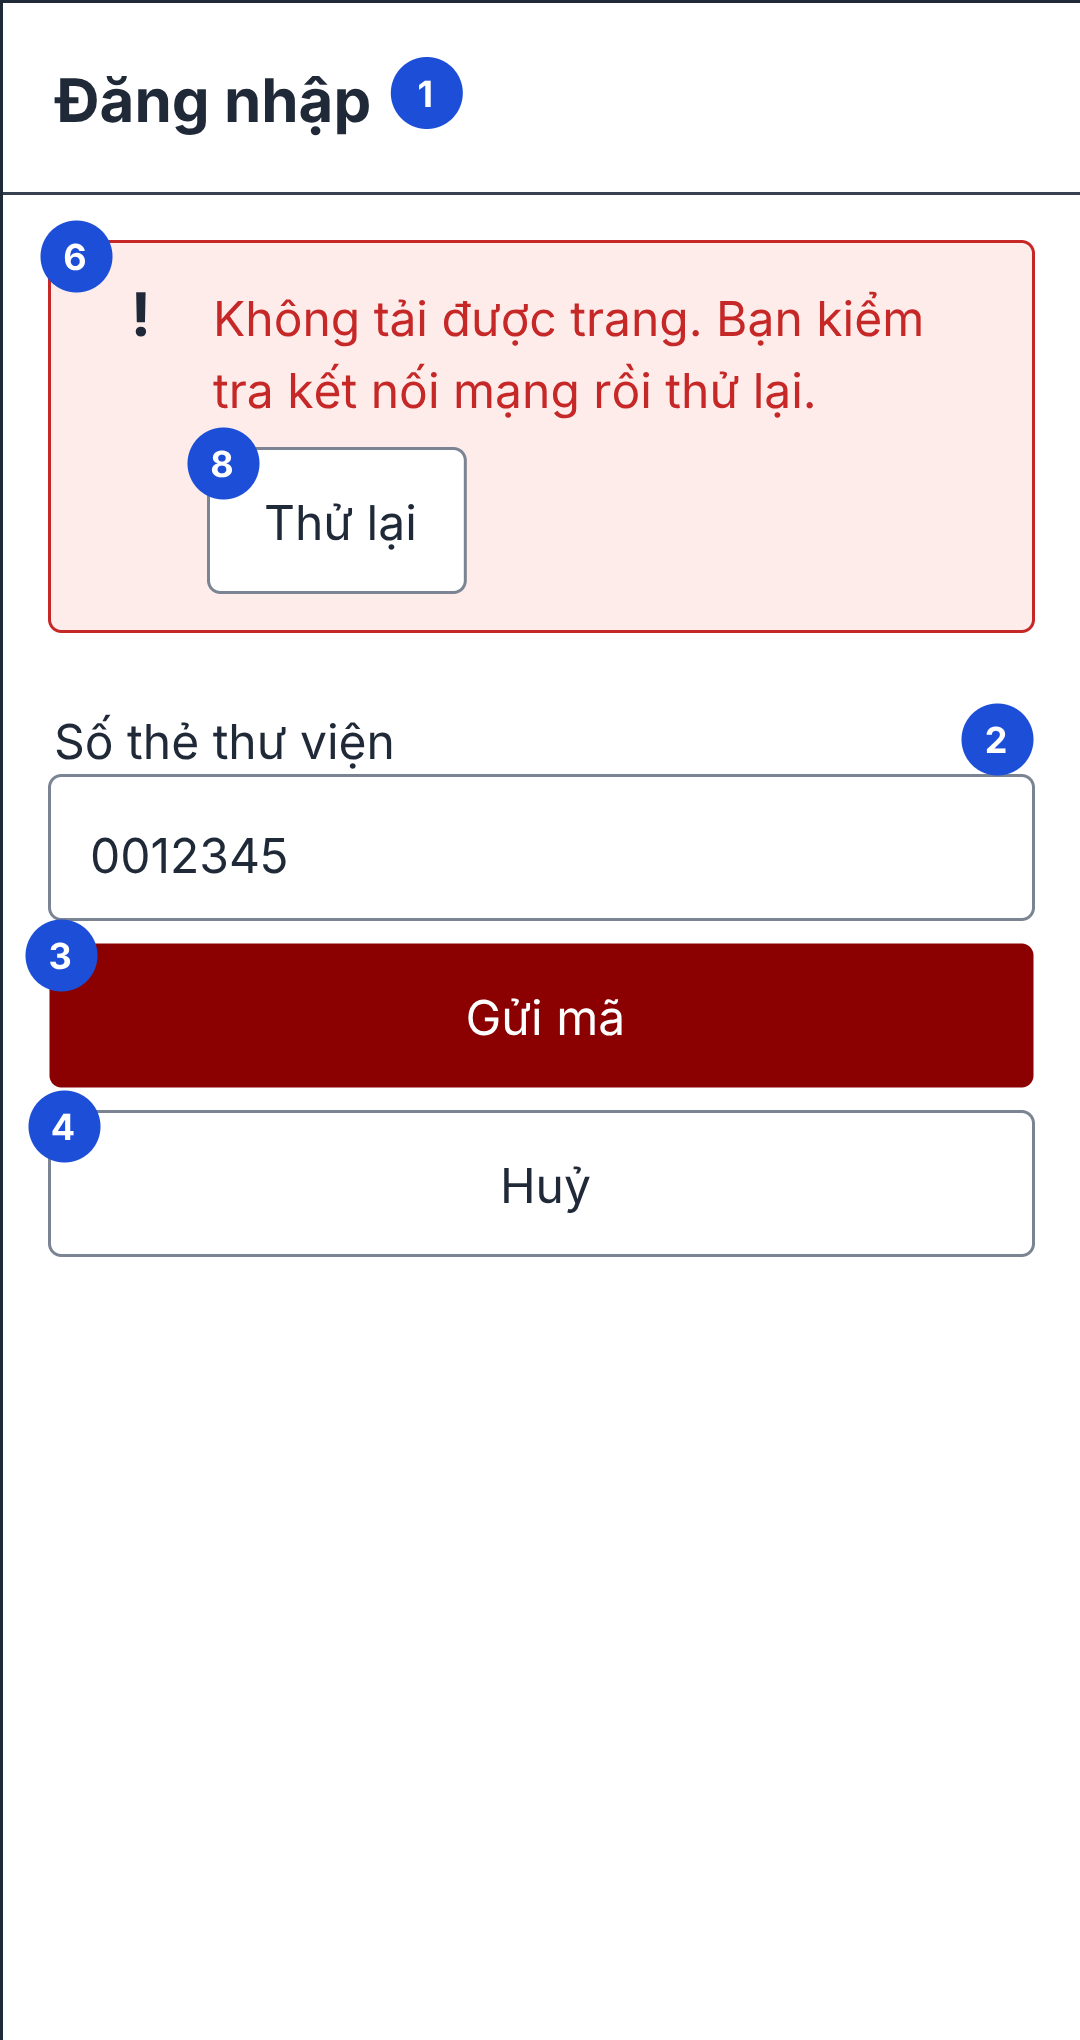 Đăng nhập 1
6
! Không tải được trang. Bạn kiểm
tra kết nối mạng rồi thử lại.
8
Thử lại
Số thẻ thư viện 2
0012345
3
Gửi mã
4
Huỷ